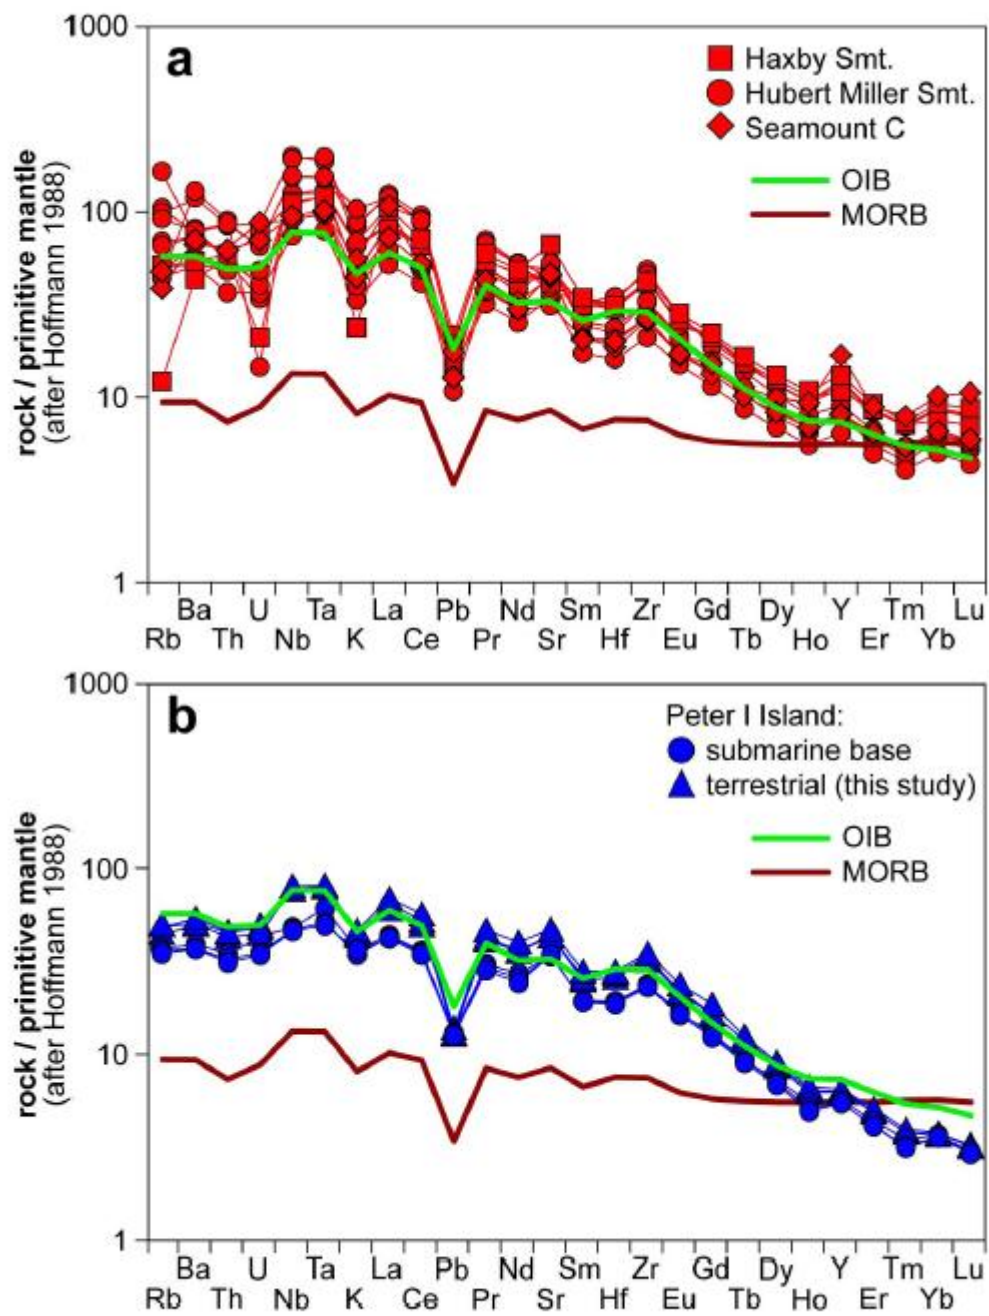 1000
a
Haxby Smt.
Hubert Miller Smt.
Seamount C
OIB
MORB
100
10
1
rock / primitive mantle
(after Hoffmann 1988)
Ba U Ta La Pb Nd Sm Zr Gd Dy Y Tm Lu
Rb Th Nb K Ce Pr Sr Hf Eu Tb Ho Er Yb
1000
b
Peter I Island:
submarine base
terrestrial (this study)
OIB
MORB
100
10
1
rock / primitive mantle
(after Hoffmann 1988)
Ba U Ta La Pb Nd Sm Zr Gd Dy Y Tm Lu
Rb Th Nb K Ce Pr Sr Hf Eu Tb Ho Er Yb